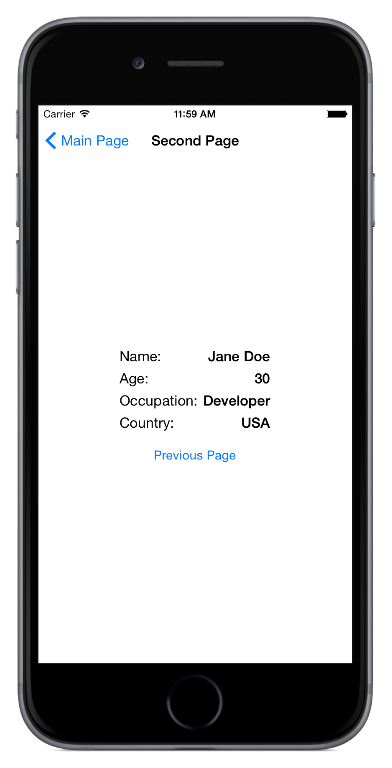 Carrier 11:59 AM
Main Page Second Page
Name: Jane Doe
Age: 30
Occupation: Developer
Country: USA
Previous Page